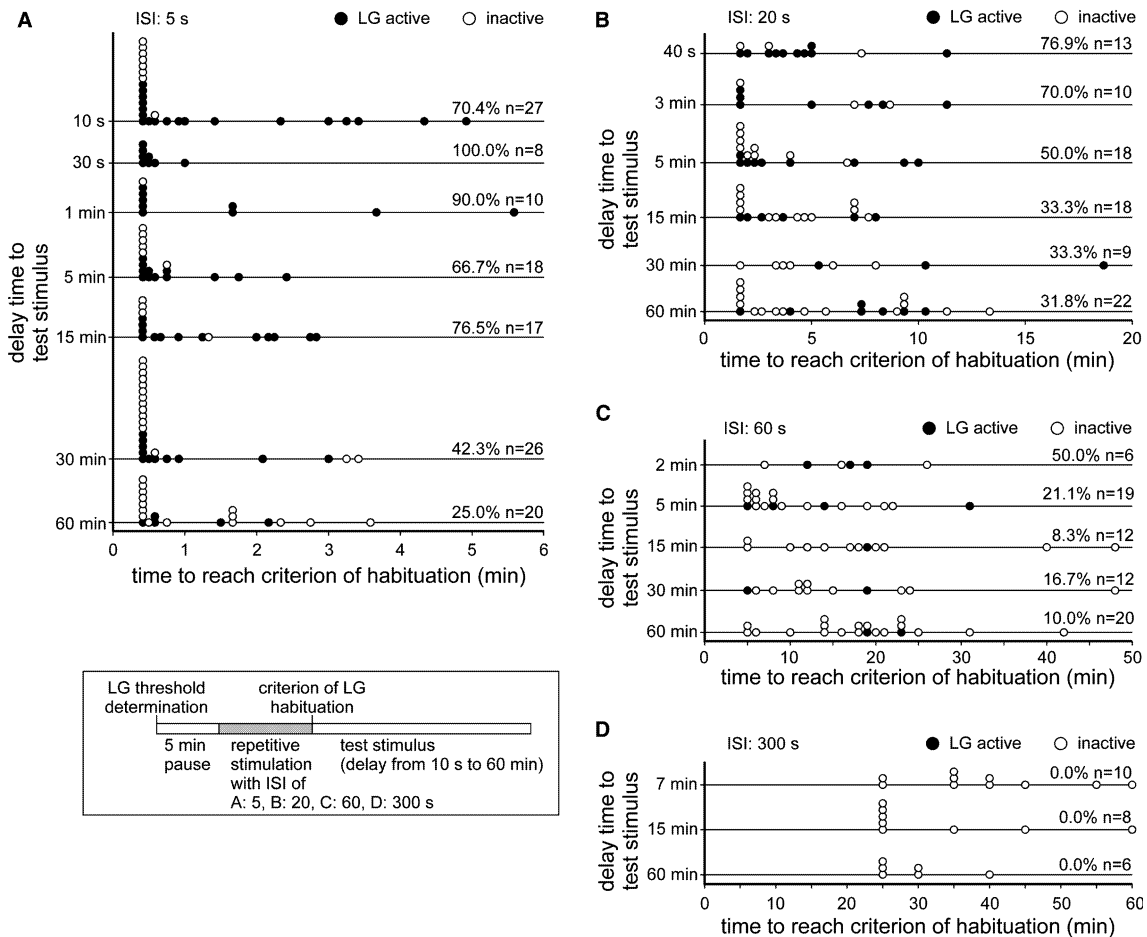 A
ISI: 5 s
LG active
inactive
delay time to
test stimulus
10 s
70.4% n=27
30 s
100.0% n=8
1 min
90.0% n=10
5 min
66.7% n=18
15 min
76.5% n=17
30 min
42.3% n=26
60 min
25.0% n=20
0 1 2 3 4 5 6
time to reach criterion of habituation (min)
LG threshold
determination
criterion of LG
habituation
5 min
pause
repetitive
stimulation
with ISI of
A: 5, B: 20, C: 60, D: 300 s
test stimulus
(delay from 10 s to 60 min)
B
ISI: 20 s
LG active
inactive
delay time to
test stimulus
40 s
76.9% n=13
3 min
70.0% n=10
5 min
50.0% n=18
15 min
33.3% n=18
30 min
33.3% n=9
60 min
31.8% n=22
0 5 10 15 20
time to reach criterion of habituation (min)
C
ISI: 60 s
LG active
inactive
delay time to
test stimulus
2 min
50.0% n=6
5 min
21.1% n=19
15 min
8.3% n=12
30 min
16.7% n=12
60 min
10.0% n=20
0 10 20 30 40 50
time to reach criterion of habituation (min)
D
ISI: 300 s
LG active
inactive
delay time to
test stimulus
7 min
0.0% n=10
15 min
0.0% n=8
60 min
0.0% n=6
0 10 20 30 40 50 60
time to reach criterion of habituation (min)